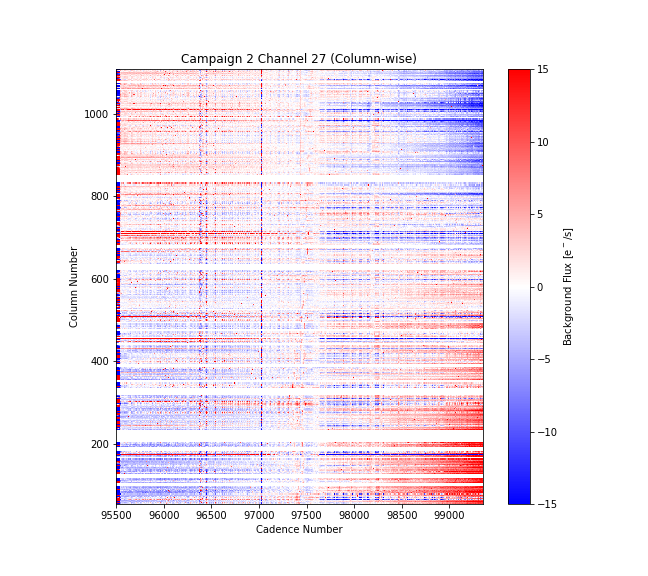 Campaign 2 Channel 27 (Column-wise)
Column Number
1000
800
600
400
200
95500 96000 96500 97000 97500 98000 98500 99000
Cadence Number
15
10
5
0
−5
−10
−15
Background Flux [e⁻/s]